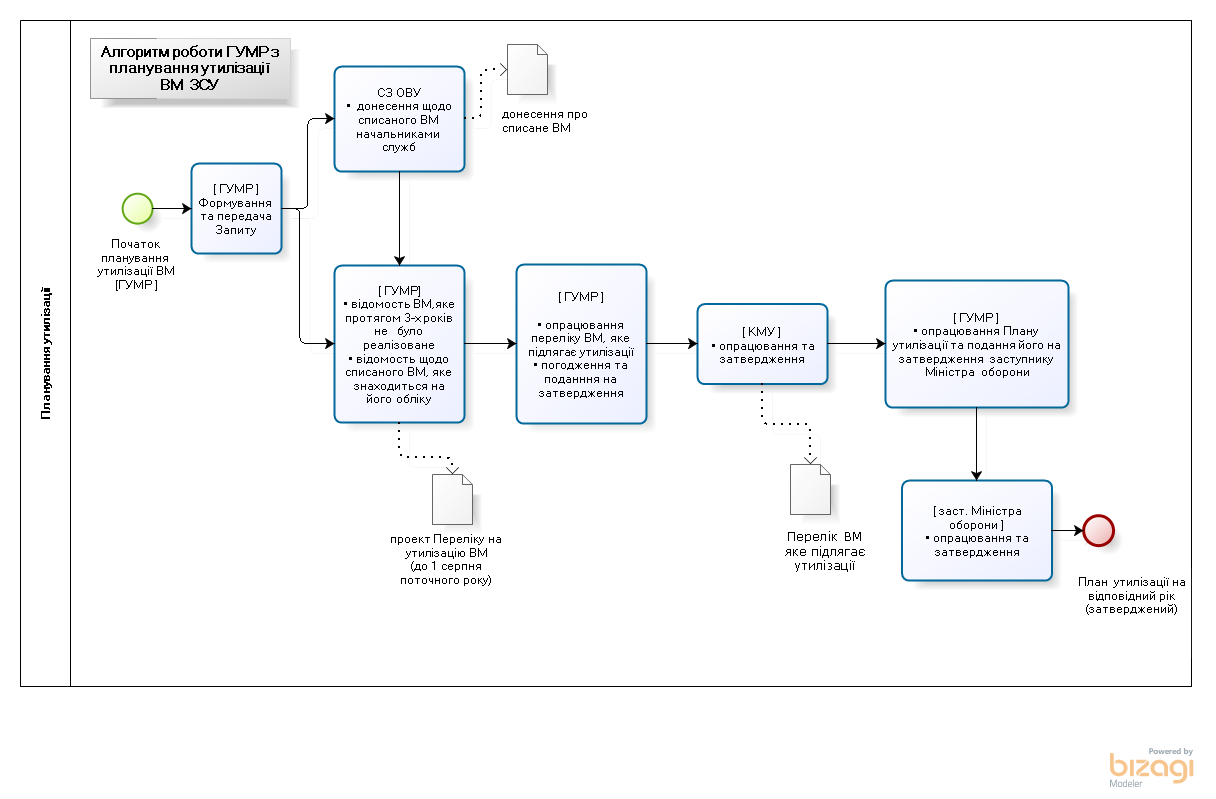 Алгоритм роботи ГУМР з
планування утилізації
ВМ ЗСУ
Планування утилізації
Початок
планування
утилізації ВМ
[ГУМР]
[ГУМР]
Формування
та передача
Запиту
СЗ ОВУ
• донесення щодо
списаного ВМ
начальниками
служб
донесення про
списане ВМ
[ГУМР]
• відомость ВМ,яке
протягом 3-х років
не було
реалізоване
• відомость щодо
списаного ВМ, яке
знаходиться на
його обліку
проект Переліку на
утилізацію ВМ
(до 1 серпня
поточного року)
[ГУМР]
• опрацювання
переліку ВМ, яке
підлягає утилізації
• погодження та
поданння на
затвердження
[КМУ]
• опрацювання та
затвердження
Перелік ВМ
яке підлягає
утилізації
[ГУМР]
• опрацювання Плану
утилізації та подання його на
затвердження заступнику
Міністра оборони
[заст. Міністра
оборони]
• опрацювання та
затвердження
План утилізації на
відповідний рік
(затверджений)
Powered by
bizagi
Modeler